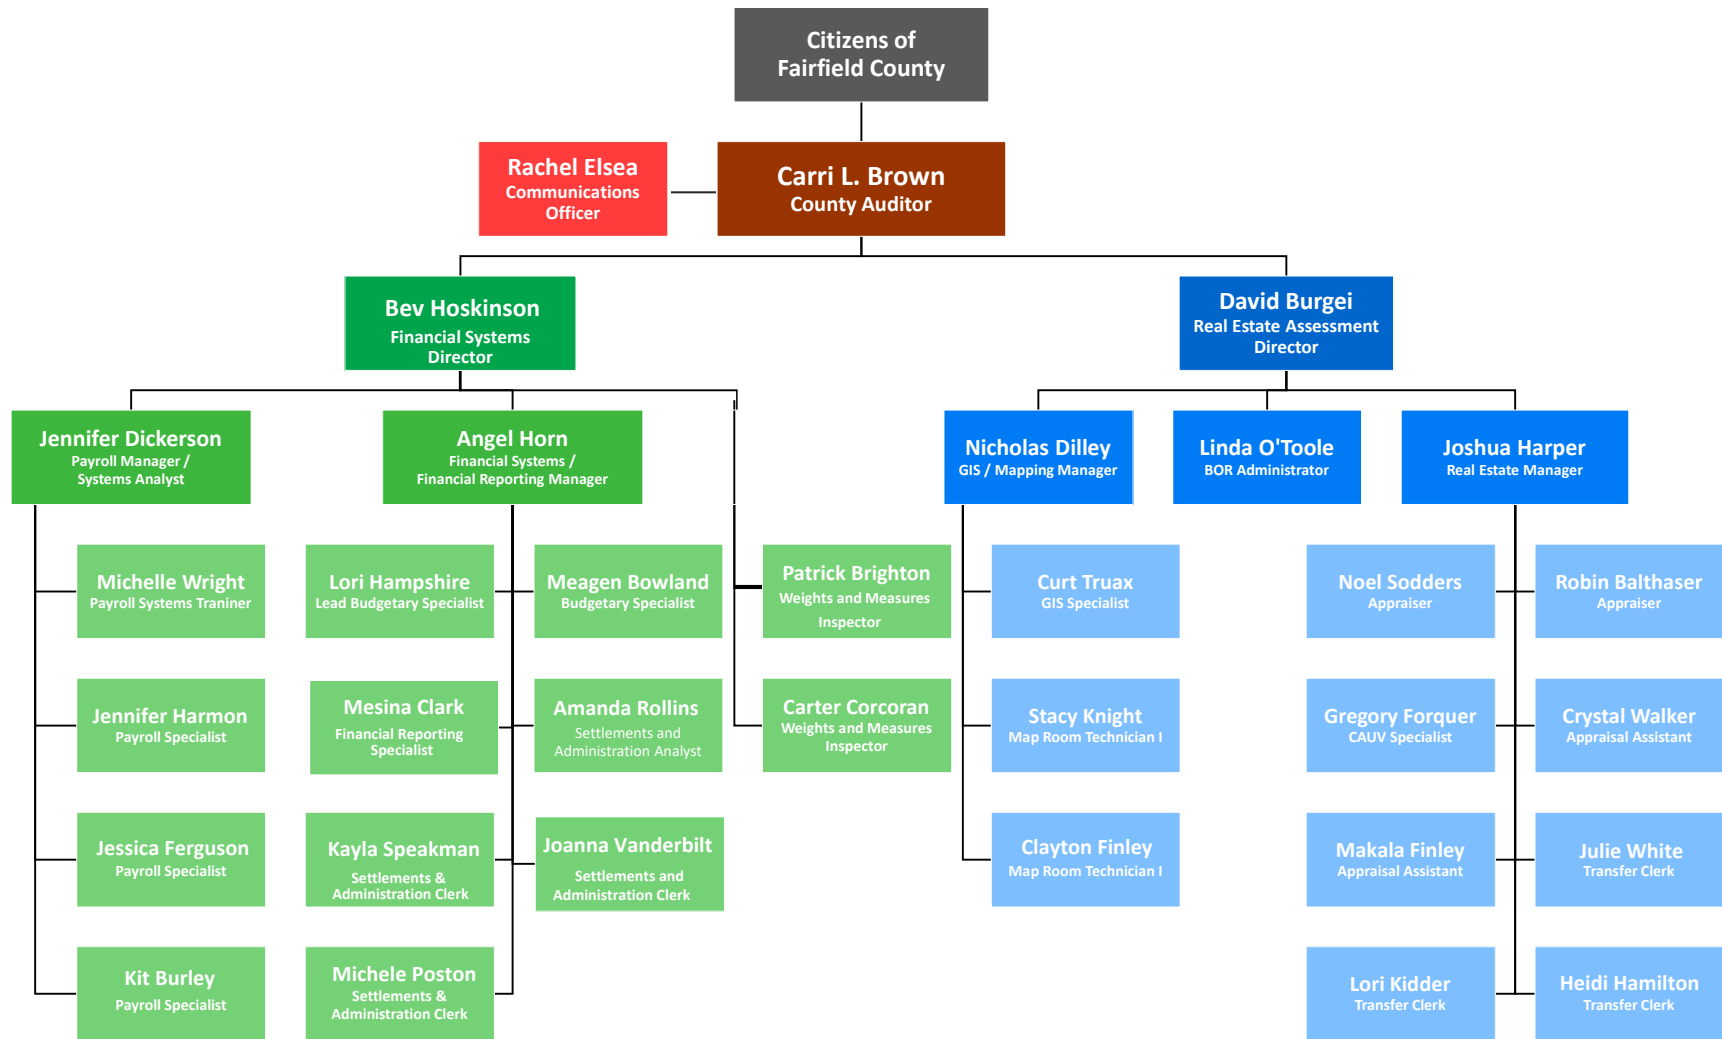 Citizens of
Fairfield County
Rachel Elsea
Communications
Officer
Carri L. Brown
County Auditor
Bev Hoskinson
Financial Systems
Director
David Burgei
Real Estate Assessment
Director
Jennifer Dickerson
Payroll Manager /
Systems Analyst
Angel Horn
Financial Systems /
Financial Reporting Manager
Nicholas Dilley
GIS / Mapping Manager
Linda O'Toole
BOR Administrator
Joshua Harper
Real Estate Manager
Michelle Wright
Payroll Systems Traniner
Lori Hampshire
Lead Budgetary Specialist
Meagen Bowland
Budgetary Specialist
Patrick Brighton
Weights and Measures
Inspector
Curt Truax
GIS Specialist
Noel Sodders
Appraiser
Robin Balthaser
Appraiser
Jennifer Harmon
Payroll Specialist
Mesina Clark
Financial Reporting
Specialist
Amanda Rollins
Settlements and
Administration Analyst
Carter Corcoran
Weights and Measures
Inspector
Stacy Knight
Map Room Technician I
Gregory Forquer
CAUV Specialist
Crystal Walker
Appraisal Assistant
Jessica Ferguson
Payroll Specialist
Kayla Speakman
Settlements &
Administration Clerk
Joanna Vanderbilt
Settlements and
Administration Clerk
Clayton Finley
Map Room Technician I
Makala Finley
Appraisal Assistant
Julie White
Transfer Clerk
Kit Burley
Payroll Specialist
Michele Poston
Settlements &
Administration Clerk
Lori Kidder
Transfer Clerk
Heidi Hamilton
Transfer Clerk